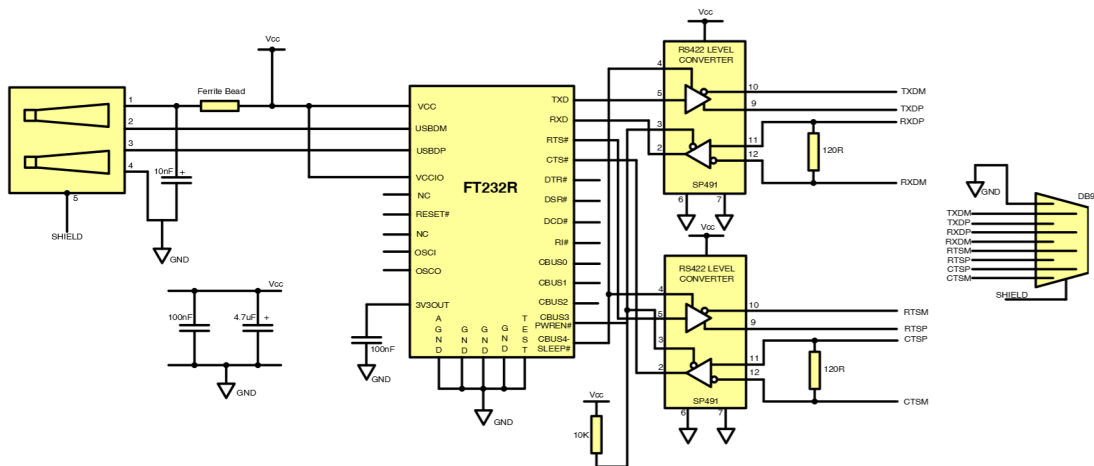 Vcc
Ferrite Bead
1
2
3
4
5
10nF
+
SHIELD
GND
Vcc
100nF
4.7uF
+
GND
FT232R
VCC
USBDM
USBDP
VCCIO
NC
RESET#
NC
OSCI
OSCO
3V3OUT
AGND
GND
GND
GND
TEST
TXD
RXD
RTS#
CTS#
DTR#
DSR#
DCD#
RI#
CBUS0
CBUS1
CBUS2
CBUS3
PWREN#
CBUS4-
SLEEP#
100nF
GND
GND
Vcc
10K
Vcc
RS422 LEVEL
CONVERTER
4
5
3
2
10
9
11
12
SP491
6
7
TXDM
TXDP
RXDP
120R
RXDM
Vcc
RS422 LEVEL
CONVERTER
4
5
3
2
10
9
11
12
SP491
6
7
RTSM
RTSP
CTSP
120R
CTSM
GND
DB9
TXDM
TXDP
RXDP
RXDM
RTSM
RTSP
CTSP
CTSM
SHIELD